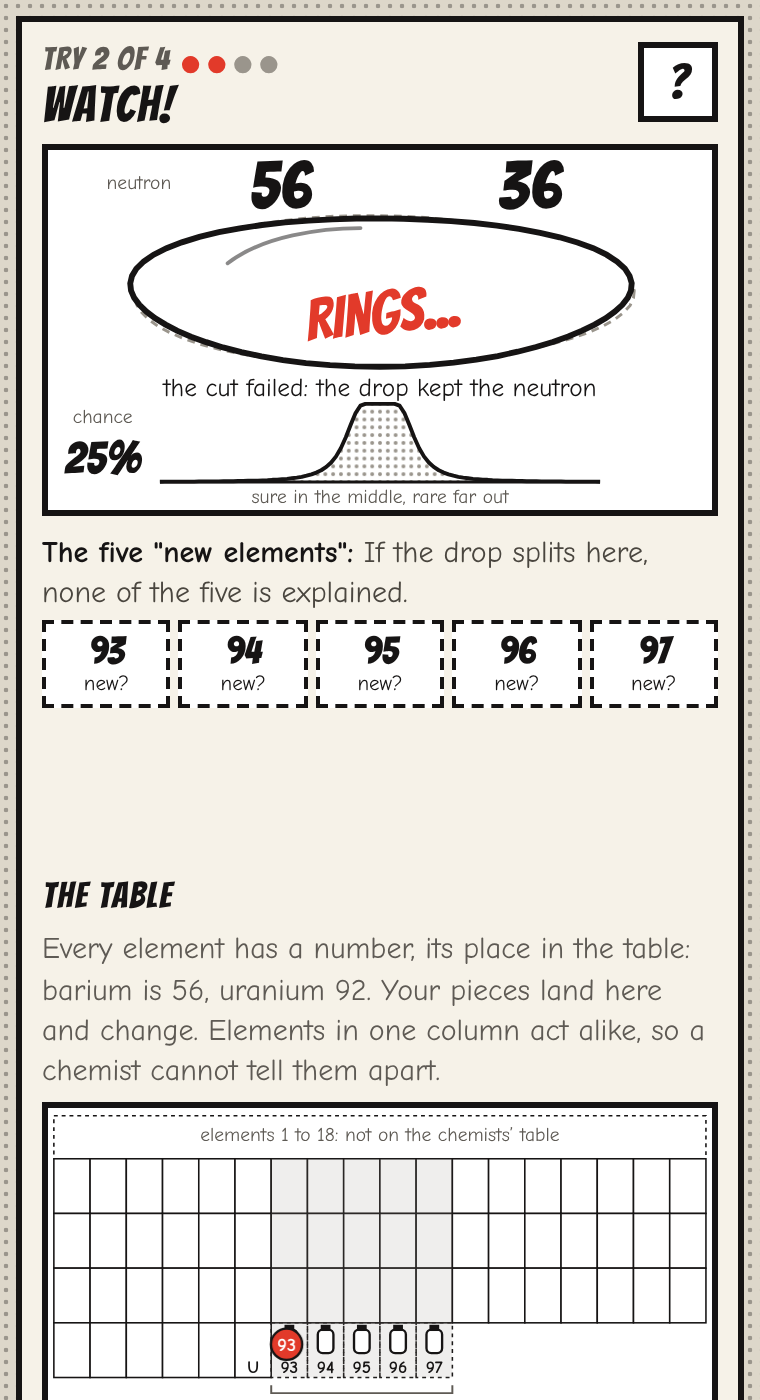 TRY 2 OF 4
WATCH!
?
neutron
56
36
RINGS...
the cut failed: the drop kept the neutron
chance
25%
sure in the middle, rare far out
The five "new elements": If the drop splits here,
none of the five is explained.
93 94 95 96 97
new? new? new? new? new?
THE TABLE
Every element has a number, its place in the table:
barium is 56, uranium 92. Your pieces land here
and change. Elements in one column act alike, so a
chemist cannot tell them apart.
elements 1 to 18: not on the chemists' table
93
U 93 94 95 96 97